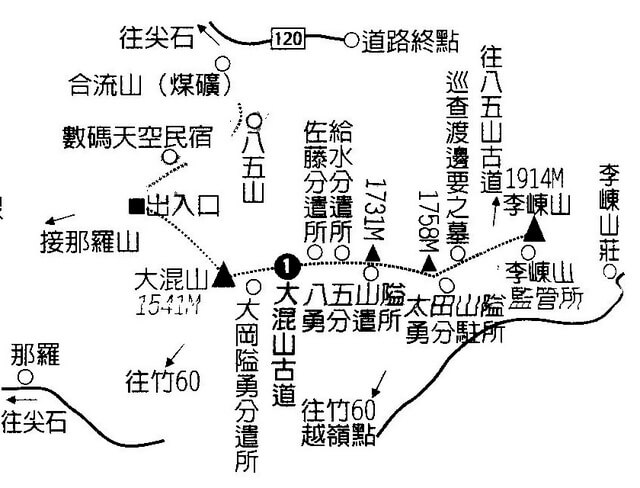 往尖石
120
道路終點
合流山（煤礦）
八五山
數碼天空民宿
出入口
接那羅山
大混山
1541M
大岡隘勇分遣所
1
大混山古道
佐藤分遣所
給水分遣所
1731M
八五山隘
勇分遣所
1758M
巡查渡邊要之墓
太田山隘
勇分駐所
往八五山古道
1914M
李崠山
李崠山
監管所
李崠山莊
那羅
往尖石
往竹60
往竹60
越嶺點